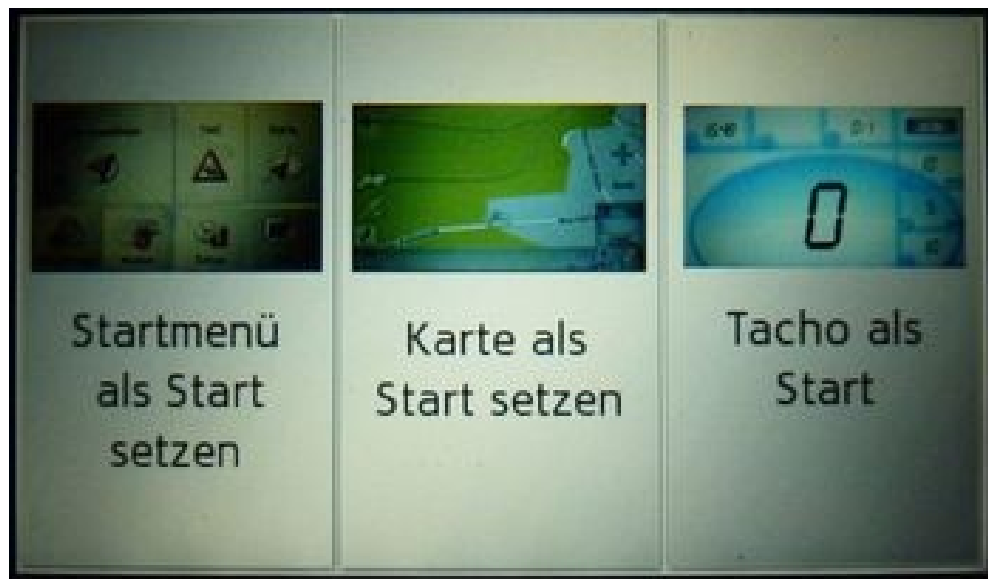 Startmenü
als Start
setzen
Karte als
Start setzen
Tacho als
Start
0